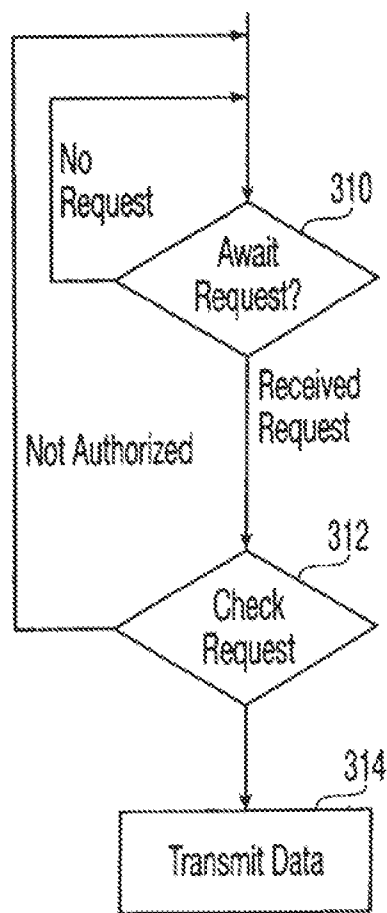 No
Request
310
Await
Request?
Received
Request
Not Authorized
312
Check
Request
314
Transmit Data